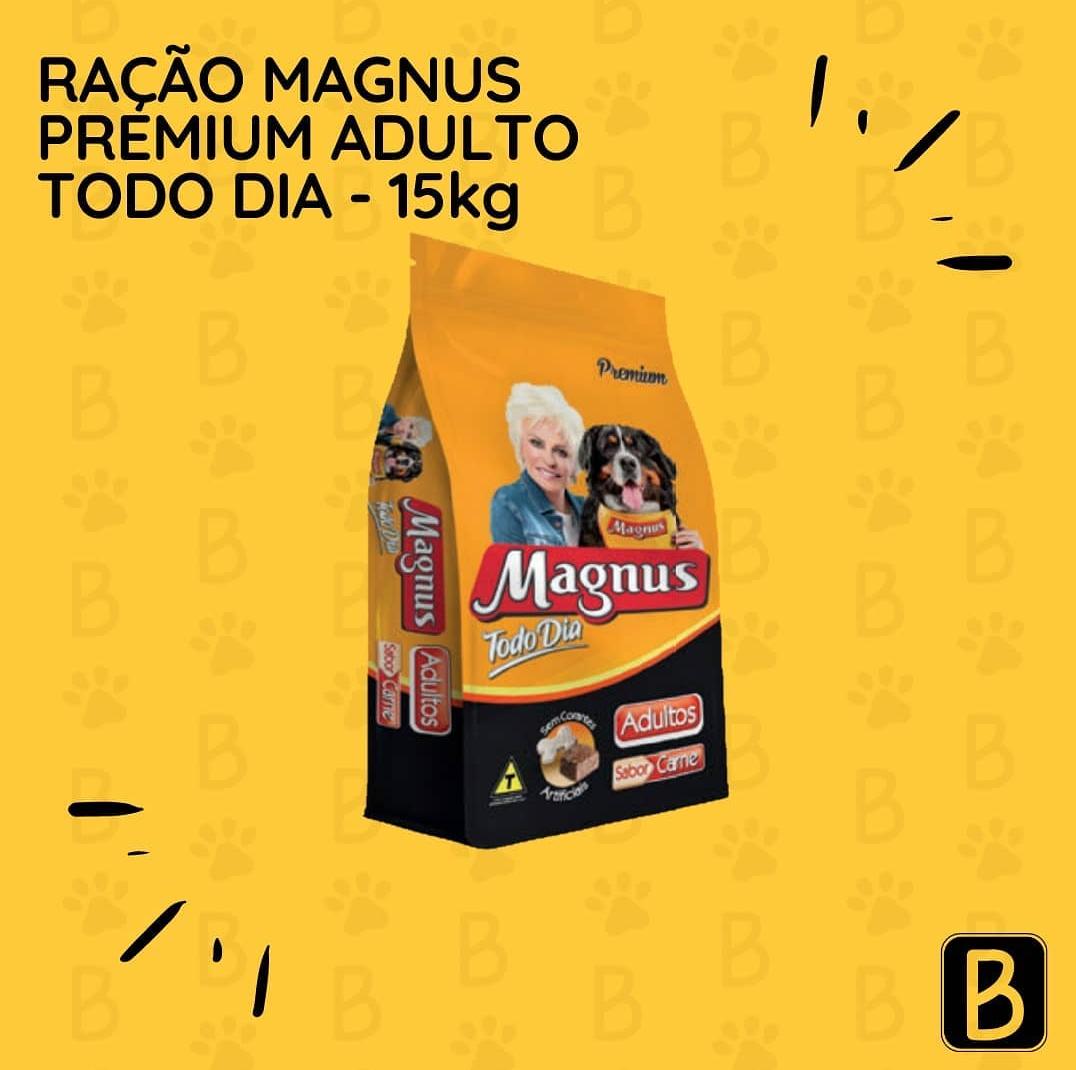 RAÇÃO MAGNUS
PREMIUM ADULTO
TODO DIA - 15kg
Premium
Magnus
Magnus
Todo Dia
Sem Corantes
Artificiais
Adultos
Sabor Carne
T
Magnus
Todo Dia
Adultos
Sabor Carne
B